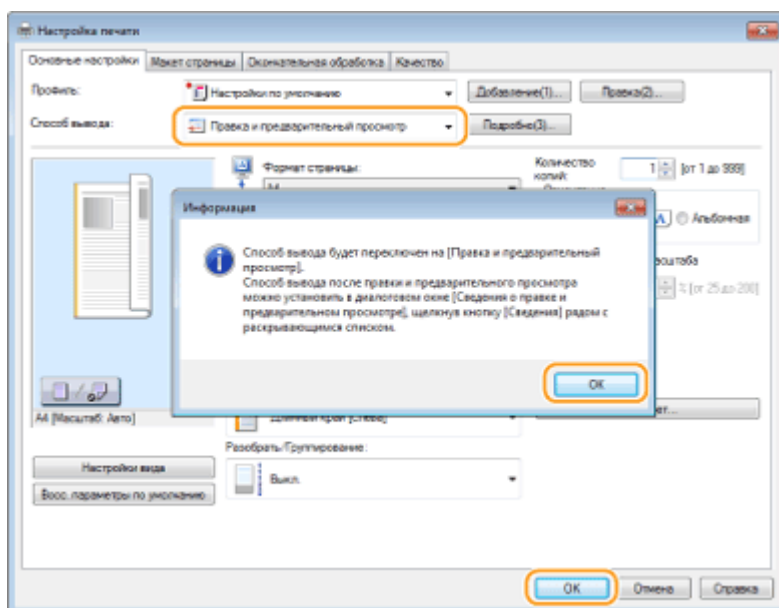 Настройка печати
Основные настройки Макет страницы Окончательная обработка Качество
Профиль: Настройки по умолчанию Добавление(1)... Правка(2)...
Способ вывода: Правка и предварительный просмотр Подробно(3)...
Формат страницы: Количество копий: 1 [от 1 до 999]
A4
Информация
Альбомная
Способ вывода будет переключен на [Правка и предварительный
просмотр].
Способ вывода после правки и предварительного просмотра
можно установить в диалоговом окне [Сведения о правке и
предварительном просмотре], щелкнув кнопку [Сведения] рядом с
раскрывающимся списком.
% [от 25 до 200]
OK
A4 [Масштаб: Авто]
Разобрать/Группирование:
Настройки вида
Выкл.
Восс. параметры по умолчанию
OK Отмена Справка